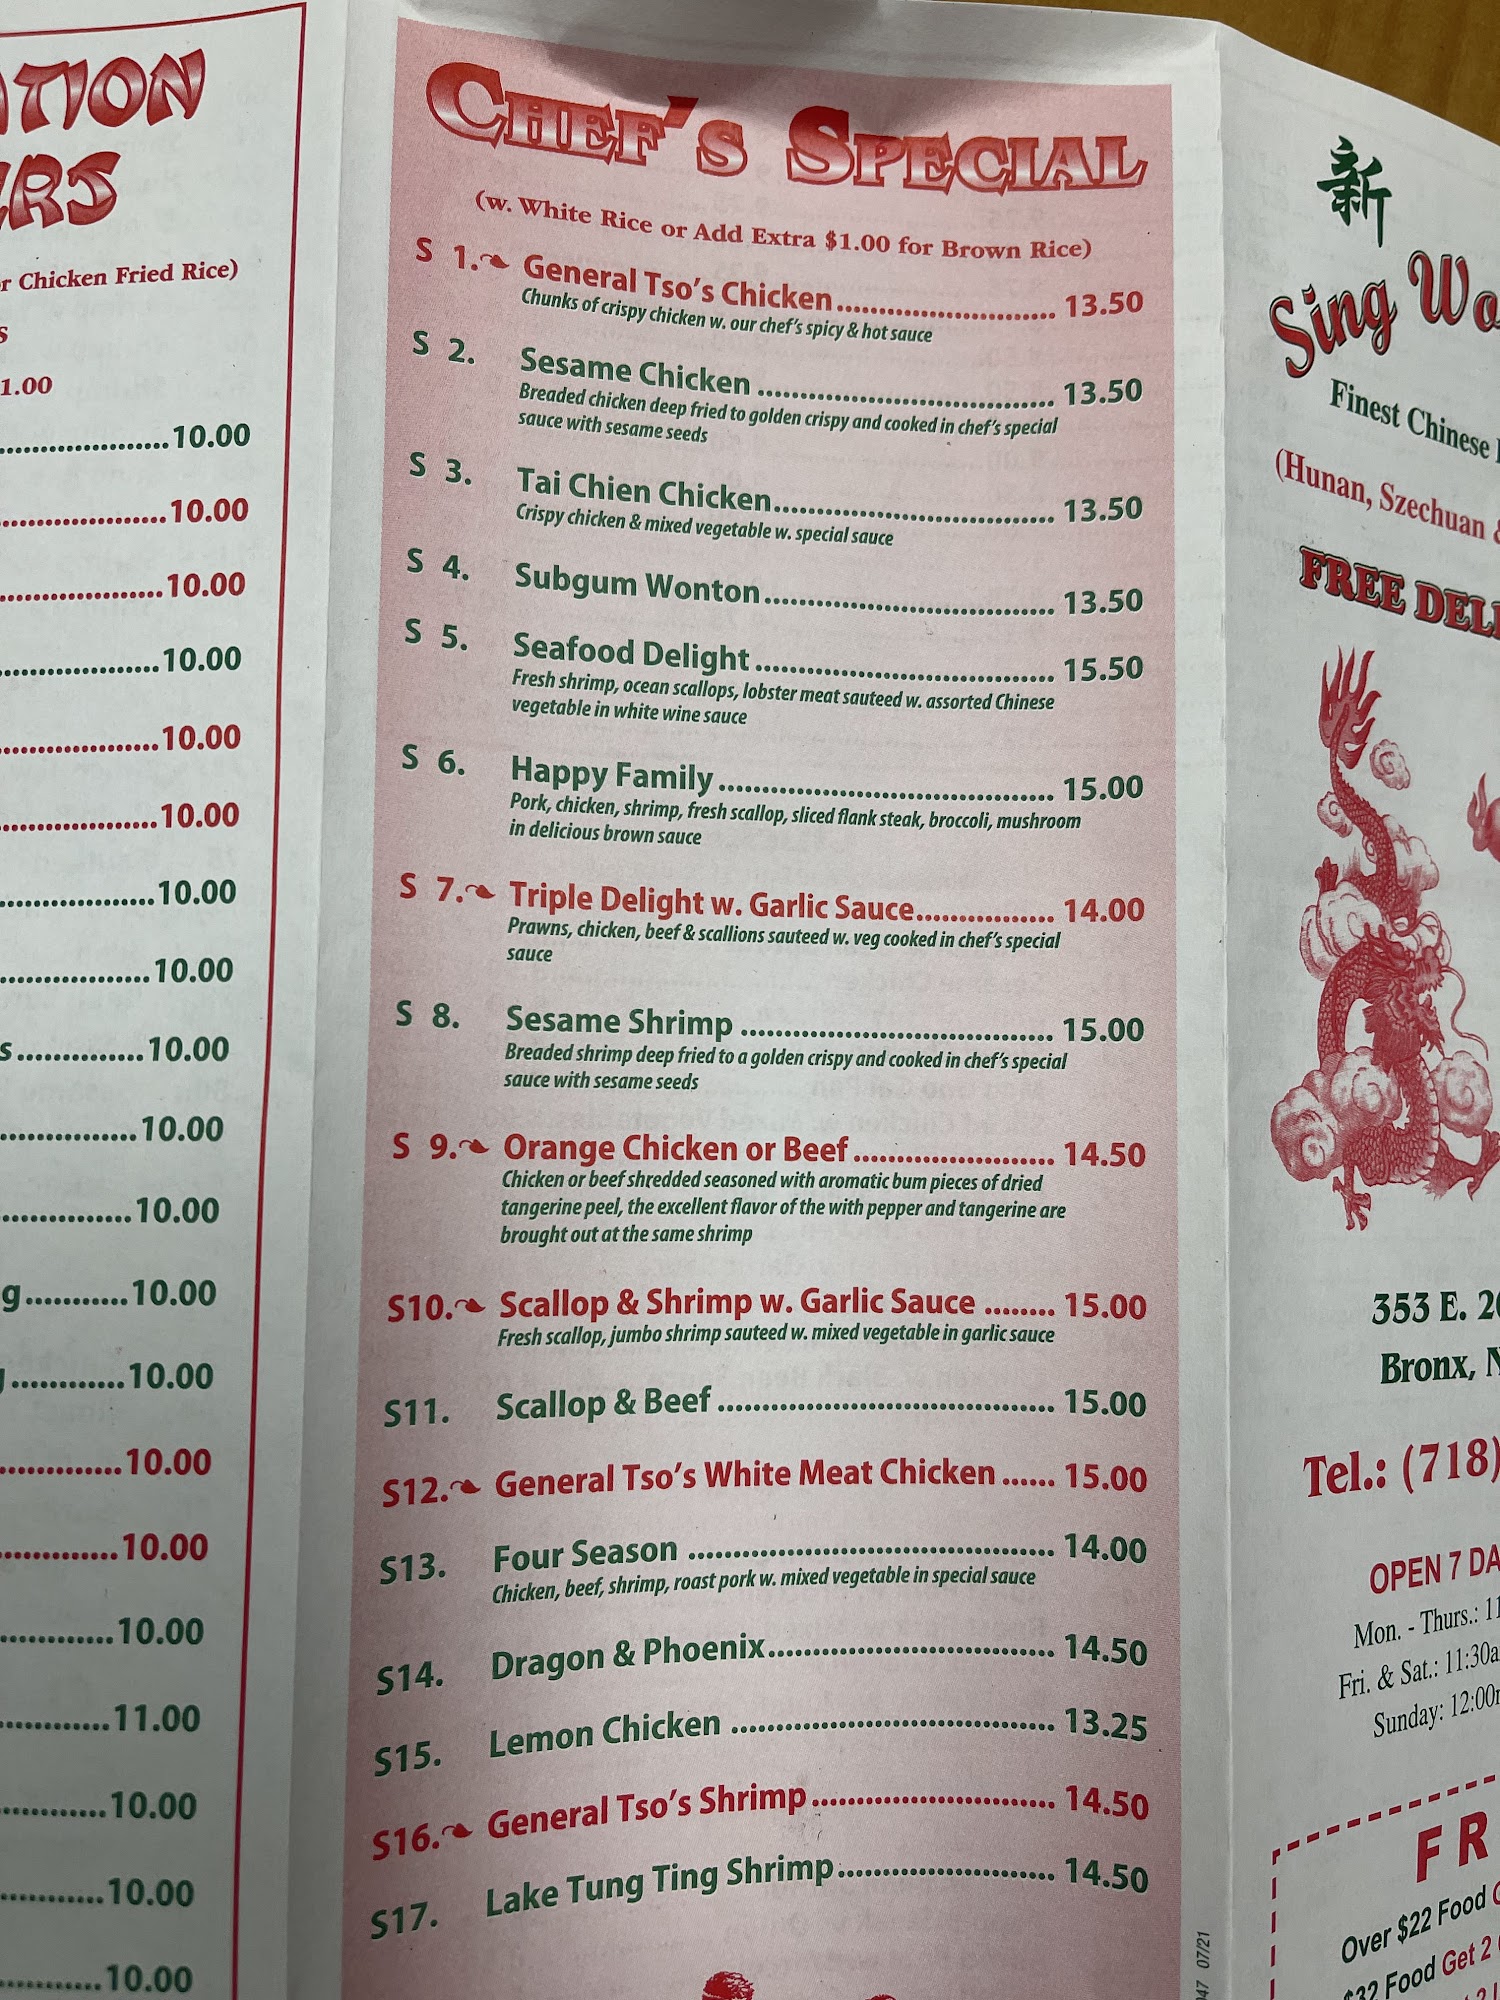 TION
ERS
r Chicken Fried Rice)
s
1.00
10.00
10.00
10.00
10.00
10.00
10.00
10.00
10.00
s..............10.00
10.00
10.00
g............10.00
10.00
10.00
10.00
10.00
11.00
10.00
10.00
10.00
CHEF'S SPECIAL
(w. White Rice or Add Extra $1.00 for Brown Rice)
S 1. General Tso's Chicken......................... 13.50
Chunks of crispy chicken w. our chef's spicy & hot sauce
S 2. Sesame Chicken .................................. 13.50
Breaded chicken deep fried to golden crispy and cooked in chef's special
sauce with sesame seeds
S 3. Tai Chien Chicken................................ 13.50
Crispy chicken & mixed vegetable w. special sauce
S 4. Subgum Wonton................................. 13.50
S 5. Seafood Delight.................................. 15.50
Fresh shrimp, ocean scallops, lobster meat sauteed w. assorted Chinese
vegetable in white wine sauce
S 6. Happy Family...................................... 15.00
Pork, chicken, shrimp, fresh scallop, sliced flank steak, broccoli, mushroom
in delicious brown sauce
S 7. Triple Delight w. Garlic Sauce................ 14.00
Prawns, chicken, beef & scallions sauteed w. veg cooked in chef's special
sauce
S 8. Sesame Shrimp .................................... 15.00
Breaded shrimp deep fried to a golden crispy and cooked in chef's special
sauce with sesame seeds
S 9. Orange Chicken or Beef....................... 14.50
Chicken or beef shredded seasoned with aromatic bum pieces of dried
tangerine peel, the excellent flavor of the with pepper and tangerine are
brought out at the same shrimp
S10. Scallop & Shrimp w. Garlic Sauce ........ 15.00
Fresh scallop, jumbo shrimp sauteed w. mixed vegetable in garlic sauce
S11. Scallop & Beef ....................................... 15.00
S12. General Tso's White Meat Chicken ...... 15.00
S13. Four Season .......................................... 14.00
Chicken, beef, shrimp, roast pork w. mixed vegetable in special sauce
S14. Dragon & Phoenix................................. 14.50
S15. Lemon Chicken ..................................... 13.25
S16. General Tso's Shrimp............................ 14.50
S17. Lake Tung Ting Shrimp......................... 14.50
47 07/21
新
Sing Wo
Finest Chinese
(Hunan, Szechuan &
FREE DELI
353 E. 20
Bronx, N
Tel.: (718)
OPEN 7 DA
Mon. - Thurs.: 11
Fri. & Sat.: 11:30a
Sunday: 12:00
FR
Over $22 Food
$32 Food Get 2